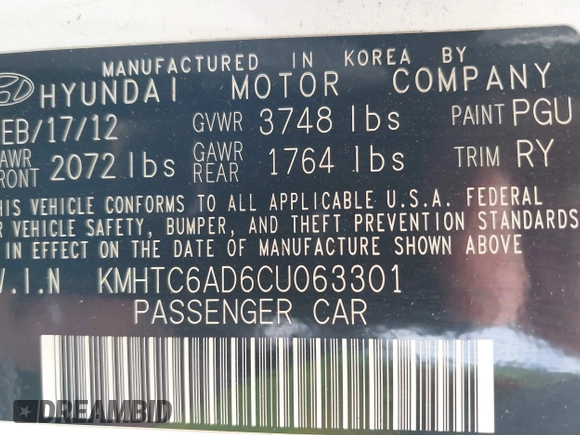 MANUFACTURED IN KOREA BY
HYUNDAI MOTOR COMPANY
EB/17/12 GVWR 3748 lbs PAINT PGU
AWR FRONT 2072 lbs GAWR REAR 1764 lbs TRIM RY
HIS VEHICLE CONFORMS TO ALL APPLICABLE U.S.A. FEDERAL
R VEHICLE SAFETY, BUMPER, AND THEFT PREVENTION STANDARDS
IN EFFECT ON THE DATE OF MANUFACTURE SHOWN ABOVE.
V.I.N KMHTC6AD6CU063301
PASSENGER CAR
DREAMBID